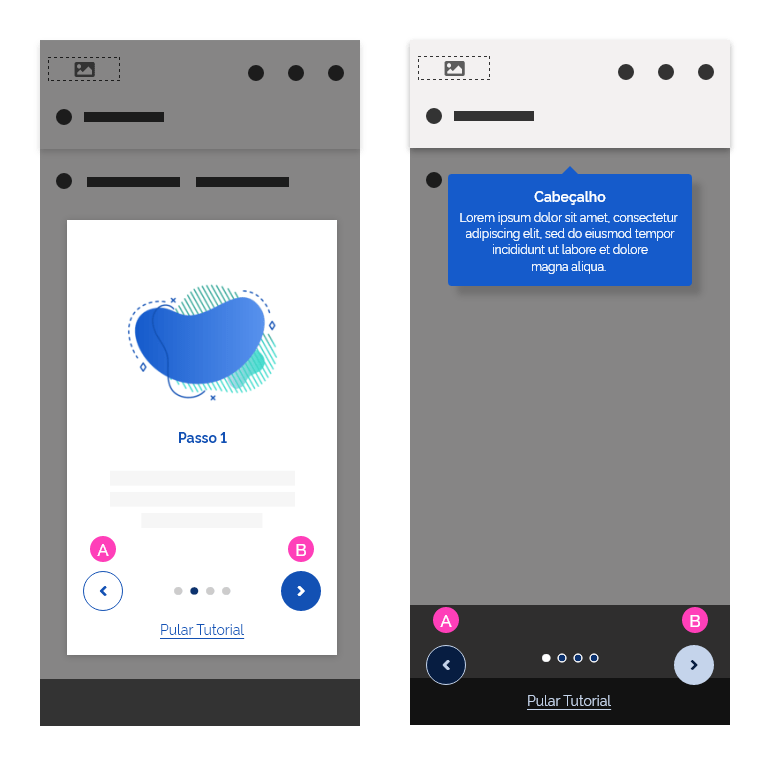 Passo 1
A
B
Pular Tutorial
Cabeçalho
Lorem ipsum dolor sit amet, consectetur
adipiscing elit, sed do eiusmod tempor
incididunt ut labore et dolore
magna aliqua.
A
B
Pular Tutorial